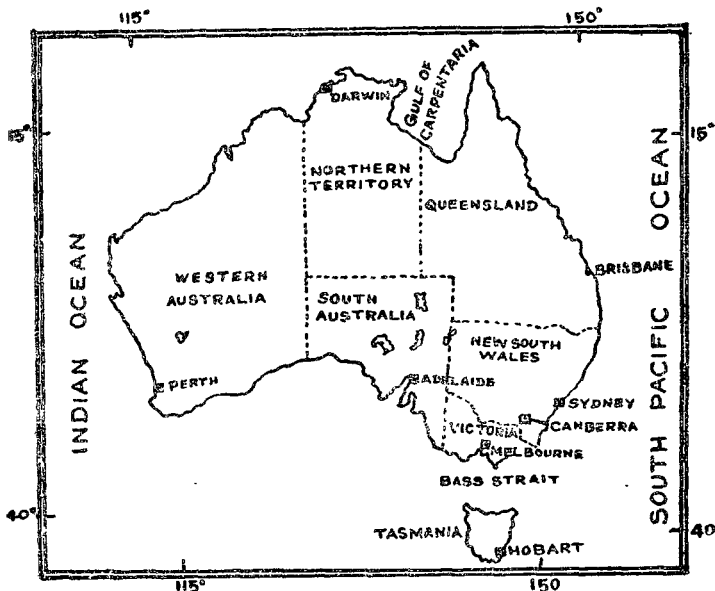 115°
150°
DARWIN
GULF OF
CARPENTARIA
15°
15°
NORTHERN
TERRITORY
QUEENSLAND
INDIAN OCEAN
SOUTH PACIFIC OCEAN
BRISBANE
WESTERN
AUSTRALIA
SOUTH
AUSTRALIA
NEW SOUTH
WALES
PERTH
ADELAIDE
SYDNEY
CANBERRA
VICTORIA
MELBOURNE
BASS STRAIT
40°
40
TASMANIA
HOBART
115°
150